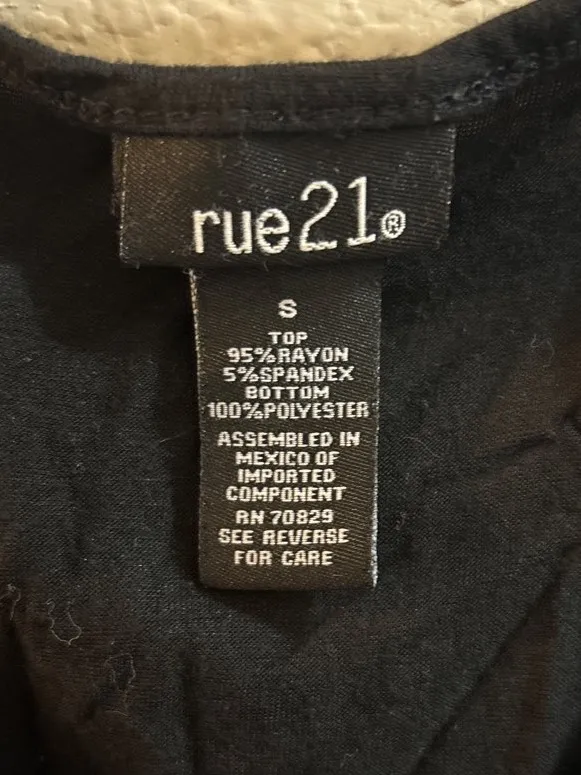 rue21®
S
TOP
95%RAYON
5%SPANDEX
BOTTOM
100%POLYESTER
ASSEMBLED IN
MEXICO OF
IMPORTED
COMPONENT
RN 70829
SEE REVERSE
FOR CARE